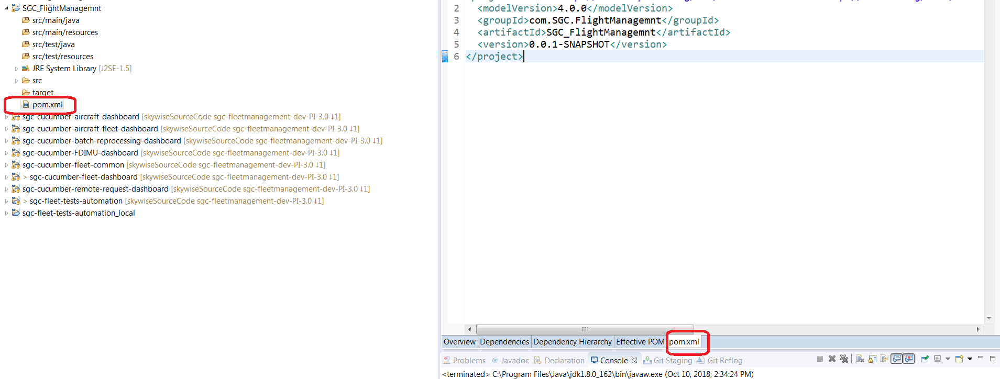 SGC_FlightManagemnt
src/main/java
src/main/resources
src/test/java
src/test/resources
JRE System Library [J2SE-1.5]
src
target
pom.xml
sgc-cucumber-aircraft-dashboard [skywiseSourceCode sgc-fleetmanagement-dev-PI-3.0 ↓1]
sgc-cucumber-aircraft-fleet-dashboard [skywiseSourceCode sgc-fleetmanagement-dev-PI-3.0 ↓1]
sgc-cucumber-batch-reprocessing-dashboard [skywiseSourceCode sgc-fleetmanagement-dev-PI-3.0 ↓1]
sgc-cucumber-FDIMU-dashboard [skywiseSourceCode sgc-fleetmanagement-dev-PI-3.0 ↓1]
sgc-cucumber-fleet-common [skywiseSourceCode sgc-fleetmanagement-dev-PI-3.0 ↓1]
> sgc-cucumber-fleet-dashboard [skywiseSourceCode sgc-fleetmanagement-dev-PI-3.0 ↓1]
sgc-cucumber-remote-request-dashboard [skywiseSourceCode sgc-fleetmanagement-dev-PI-3.0 ↓1]
> sgc-fleet-tests-automation [skywiseSourceCode sgc-fleetmanagement-dev-PI-3.0 ↓1]
sgc-fleet-tests-automation_local
2 <modelVersion>4.0.0</modelVersion>
3 <groupId>com.SGC.FlightManagemnt</groupId>
4 <artifactId>SGC_FlightManagemnt</artifactId>
5 <version>0.0.1-SNAPSHOT</version>
6 </project>
Overview Dependencies Dependency Hierarchy Effective POM pom.xml
Problems @ Javadoc Declaration Console Git Staging Git Reflog
<terminated> C:\Program Files\Java\jdk1.8.0_162\bin\javaw.exe (Oct 10, 2018, 2:34:24 PM)